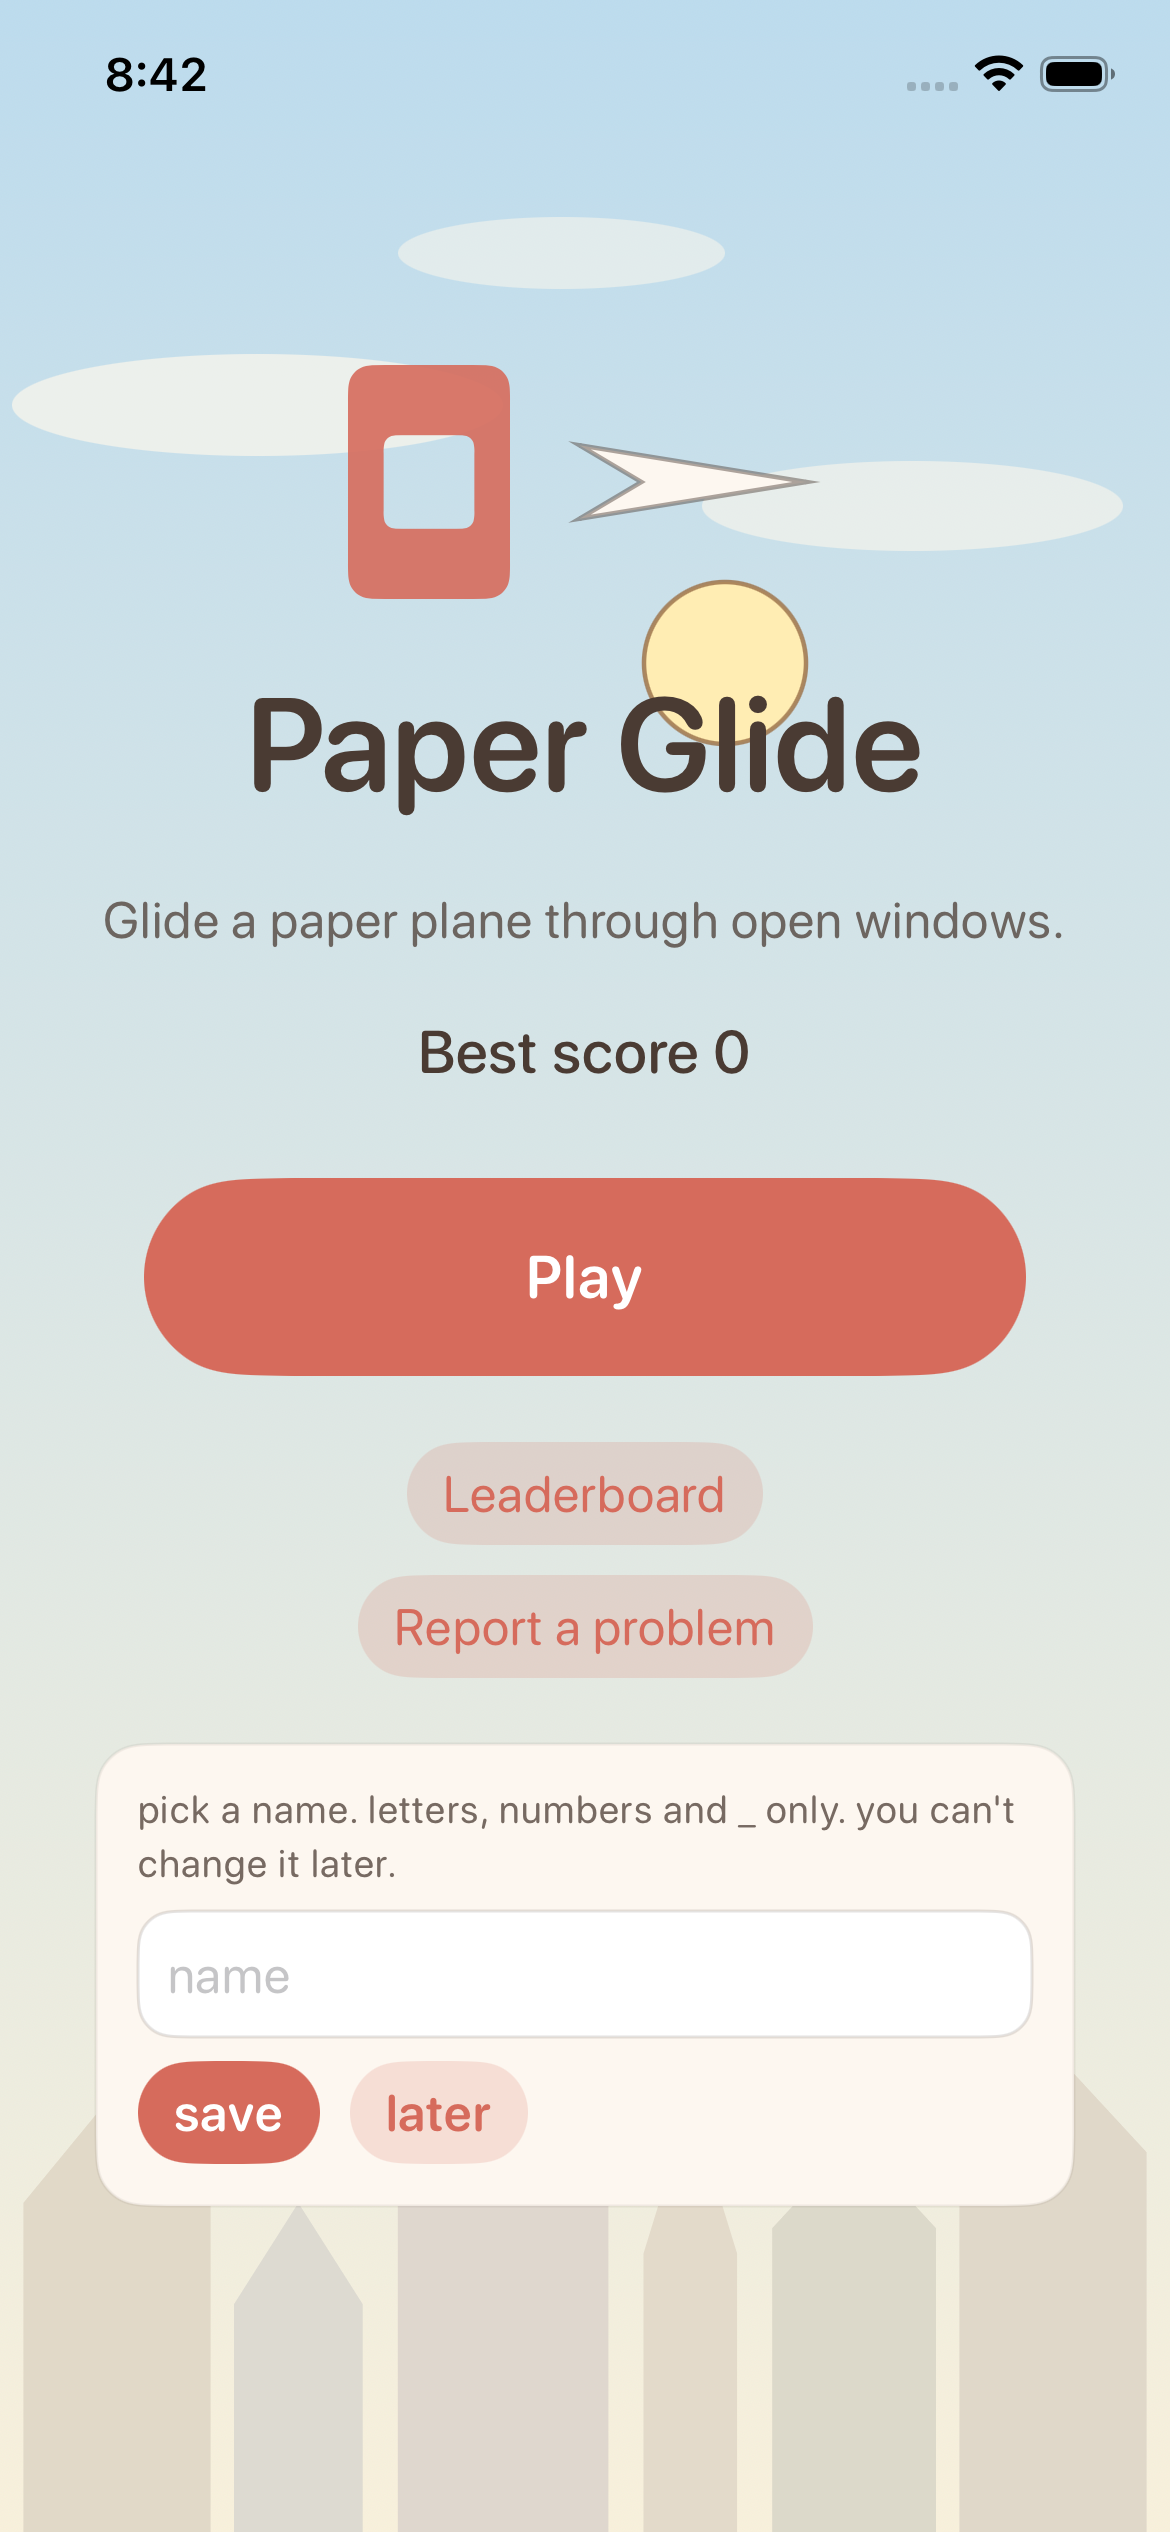 8:42
Paper Glide
Glide a paper plane through open windows.
Best score 0
Play
Leaderboard
Report a problem
pick a name. letters, numbers and _ only. you can't
change it later.
name
save
later